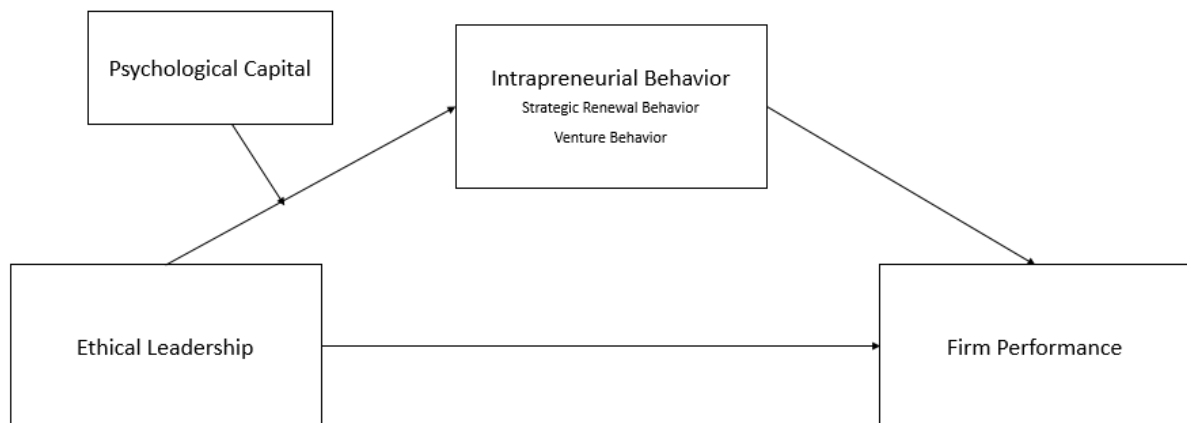 Psychological Capital
Intrapreneurial Behavior
Strategic Renewal Behavior
Venture Behavior
Ethical Leadership
Firm Performance